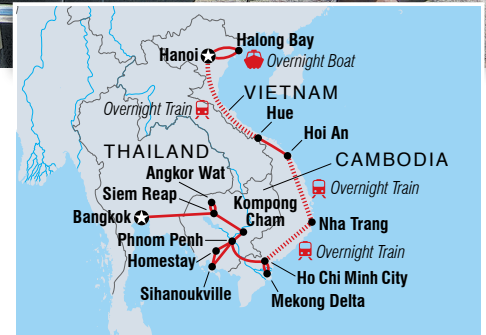 Halong Bay
Hanoi
Overnight Boat
VIETNAM
Overnight Train
Hue
Hoi An
THAILAND
CAMBODIA
Angkor Wat
Siem Reap
Overnight Train
Kompong
Cham
Bangkok
Nha Trang
Phnom Penh
Homestay
Overnight Train
Ho Chi Minh City
Sihanoukville
Mekong Delta